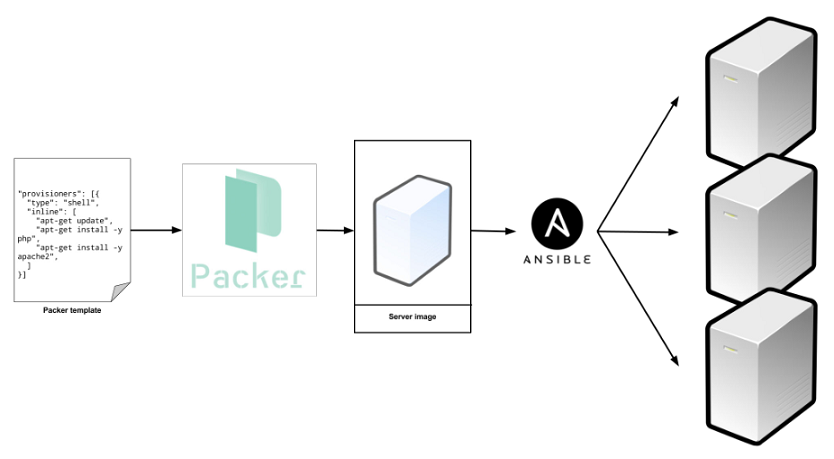 "provisioners": [{
"type": "shell",
"inline": [
"apt-get update",
"apt-get install -y
php",
"apt-get install -y
apache2",
]
}]
Packer template
Packer
Server image
A
ANSIBLE